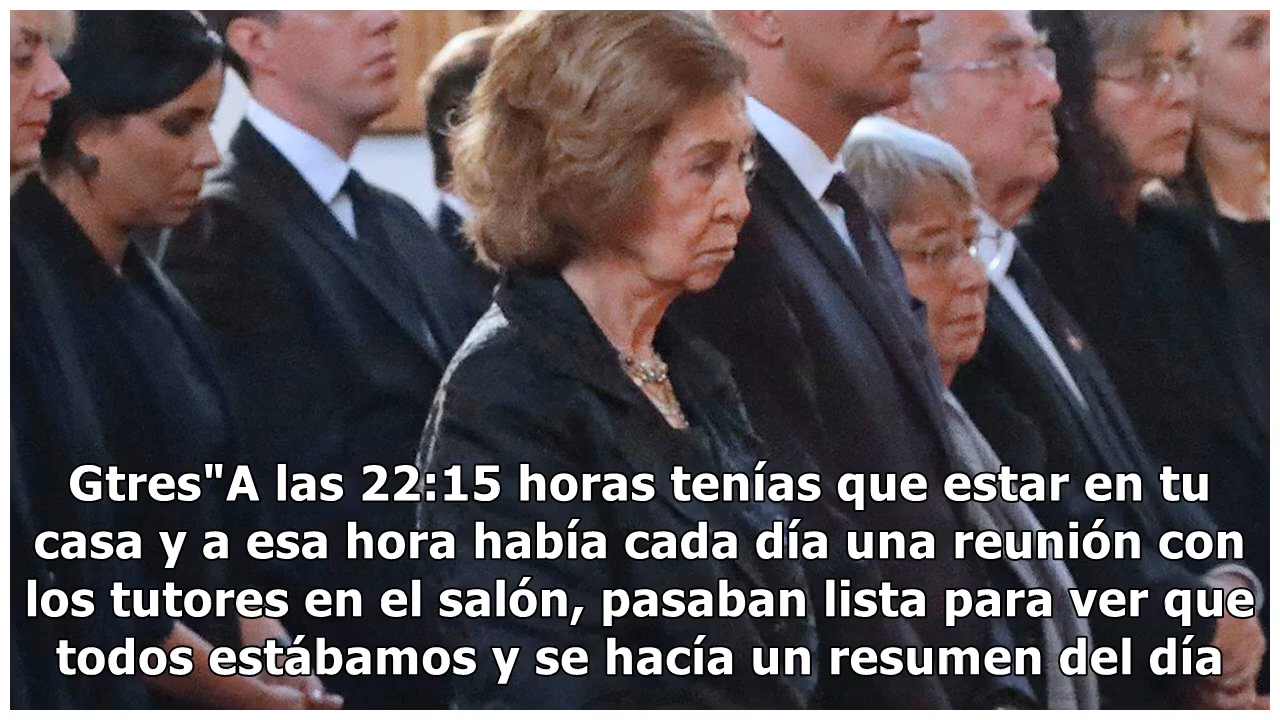 Gtres"A las 22:15 horas tenías que estar en tu
casa y a esa hora había cada día una reunión con
los tutores en el salón, pasaban lista para ver que
todos estábamos y se hacía un resumen del día